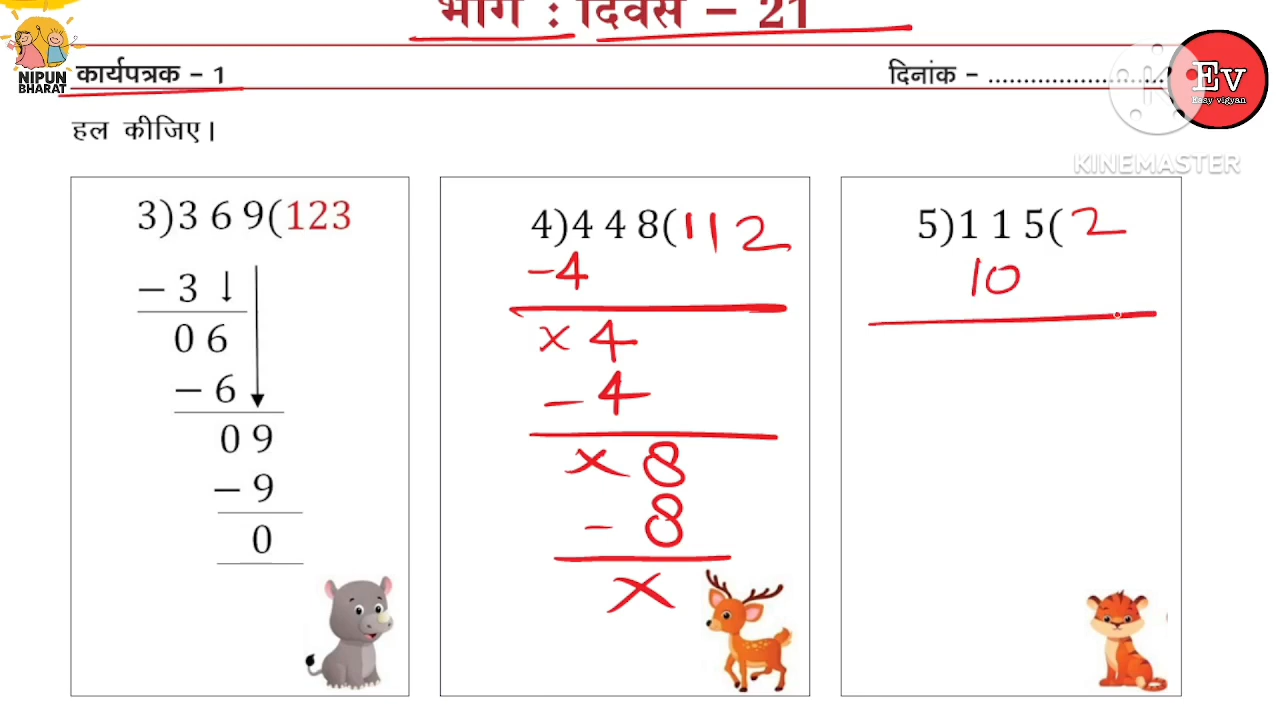 भाग : दिवस – 21
NIPUN
BHARAT
कार्यपत्रक - 1
दिनांक - ........................
Ev
Easy vigyan
हल कीजिए।
KINEMASTER
3)3 6 9(123
− 3 ↓
0 6
− 6
0 9
− 9
0
4)4 4 8(112
-4
x 4
- 4
x 8
- 8
x
5)1 1 5(2
10